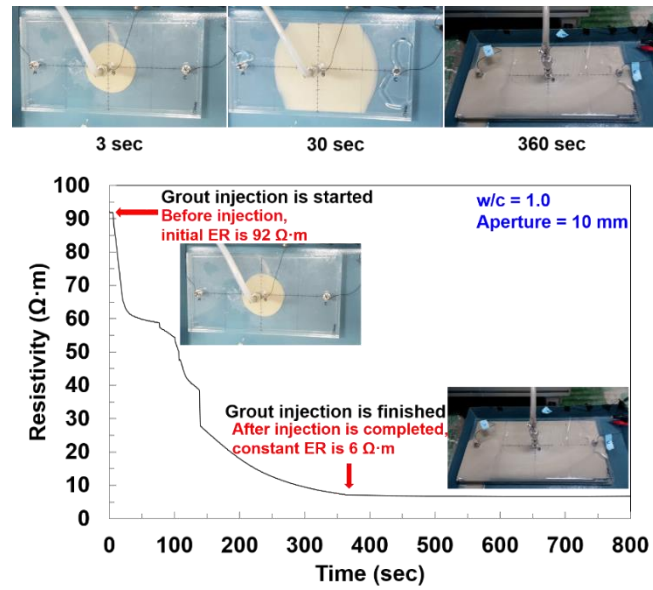 3 sec
30 sec
360 sec
Grout injection is started
Before injection,
initial ER is 92 Ω·m
w/c = 1.0
Aperture = 10 mm
Grout injection is finished
After injection is completed,
constant ER is 6 Ω·m
Resistivity (Ω·m)
100
90
80
70
60
50
40
30
20
10
0
0 100 200 300 400 500 600 700 800
Time (sec)